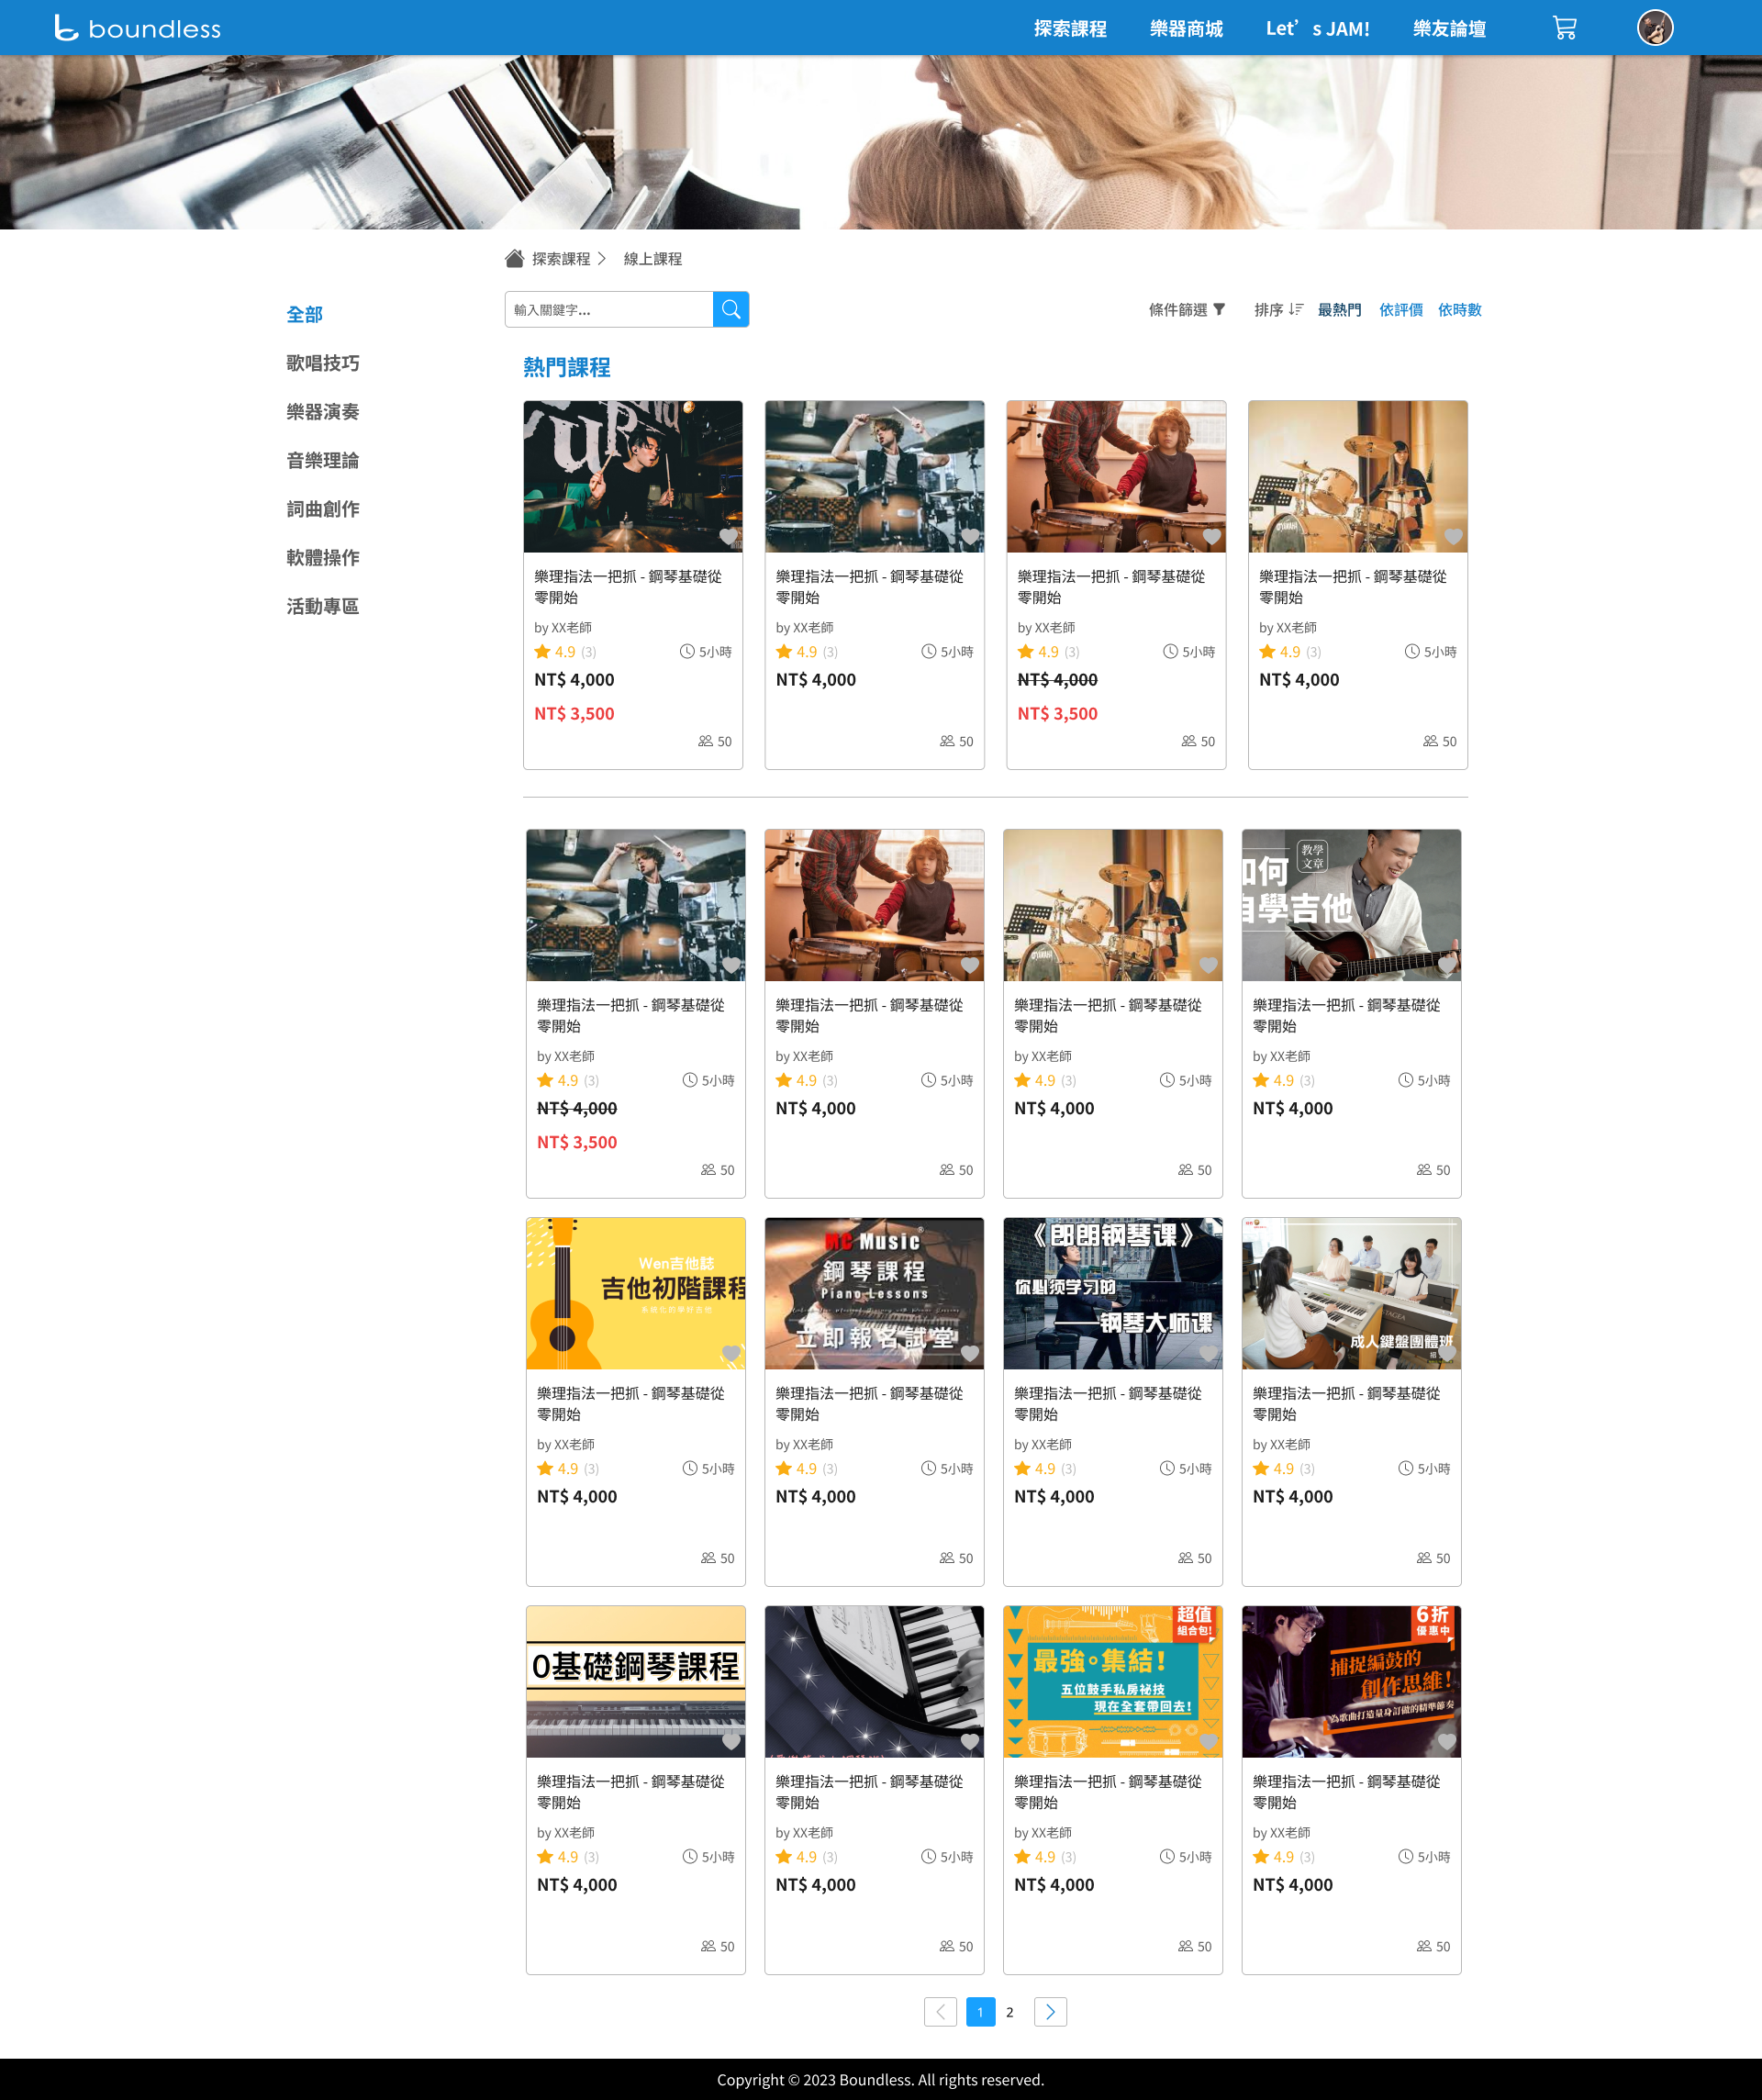 boundless
探索課程 樂器商城 Let’s JAM! 樂友論壇
探索課程 線上課程
全部
歌唱技巧
樂器演奏
音樂理論
詞曲創作
軟體操作
活動專區
輸入關鍵字...
條件篩選 排序 最熱門 依評價 依時數
熱門課程
樂理指法一把抓 - 鋼琴基礎從
零開始
by XX老師
4.9 (3) 5小時
NT$ 4,000
NT$ 3,500
50
樂理指法一把抓 - 鋼琴基礎從
零開始
by XX老師
4.9 (3) 5小時
NT$ 4,000
50
樂理指法一把抓 - 鋼琴基礎從
零開始
by XX老師
4.9 (3) 5小時
NT$ 4,000
NT$ 3,500
50
YAMAHA
樂理指法一把抓 - 鋼琴基礎從
零開始
by XX老師
4.9 (3) 5小時
NT$ 4,000
50
樂理指法一把抓 - 鋼琴基礎從
零開始
by XX老師
4.9 (3) 5小時
NT$ 4,000
NT$ 3,500
50
樂理指法一把抓 - 鋼琴基礎從
零開始
by XX老師
4.9 (3) 5小時
NT$ 4,000
50
YAMAHA
樂理指法一把抓 - 鋼琴基礎從
零開始
by XX老師
4.9 (3) 5小時
NT$ 4,000
50
教學
文章
如何
自學吉他
樂理指法一把抓 - 鋼琴基礎從
零開始
by XX老師
4.9 (3) 5小時
NT$ 4,000
50
Wen吉他誌
吉他初階課程
樂理指法一把抓 - 鋼琴基礎從
零開始
by XX老師
4.9 (3) 5小時
NT$ 4,000
50
MC Music
鋼琴課程
Piano Lessons
立即報名試堂
樂理指法一把抓 - 鋼琴基礎從
零開始
by XX老師
4.9 (3) 5小時
NT$ 4,000
50
《郎朗钢琴课》
你必须学习的
——钢琴大师课
樂理指法一把抓 - 鋼琴基礎從
零開始
by XX老師
4.9 (3) 5小時
NT$ 4,000
50
成人鍵盤團體班
樂理指法一把抓 - 鋼琴基礎從
零開始
by XX老師
4.9 (3) 5小時
NT$ 4,000
50
0基礎鋼琴課程
樂理指法一把抓 - 鋼琴基礎從
零開始
by XX老師
4.9 (3) 5小時
NT$ 4,000
50
樂理指法一把抓 - 鋼琴基礎從
零開始
by XX老師
4.9 (3) 5小時
NT$ 4,000
50
超值
組合包!
最強。集結!
五位鼓手私房祕技
現在全套帶回去!
樂理指法一把抓 - 鋼琴基礎從
零開始
by XX老師
4.9 (3) 5小時
NT$ 4,000
50
6折
優惠中
捕捉編鼓的
創作思維!
為歌曲打造量身訂做的精準節奏
樂理指法一把抓 - 鋼琴基礎從
零開始
by XX老師
4.9 (3) 5小時
NT$ 4,000
50
1 2
Copyright © 2023 Boundless. All rights reserved.